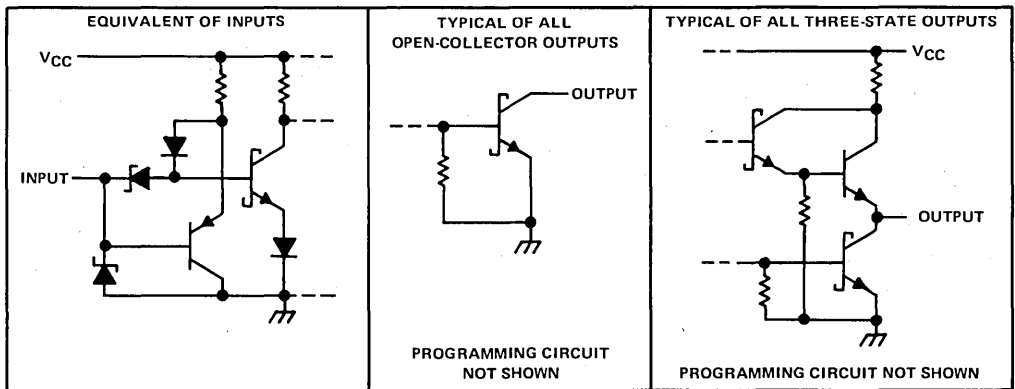 EQUIVALENT OF INPUTS
VCC
INPUT
TYPICAL OF ALL
OPEN-COLLECTOR OUTPUTS
OUTPUT
PROGRAMMING CIRCUIT
NOT SHOWN
TYPICAL OF ALL THREE-STATE OUTPUTS
VCC
OUTPUT
PROGRAMMING CIRCUIT NOT SHOWN